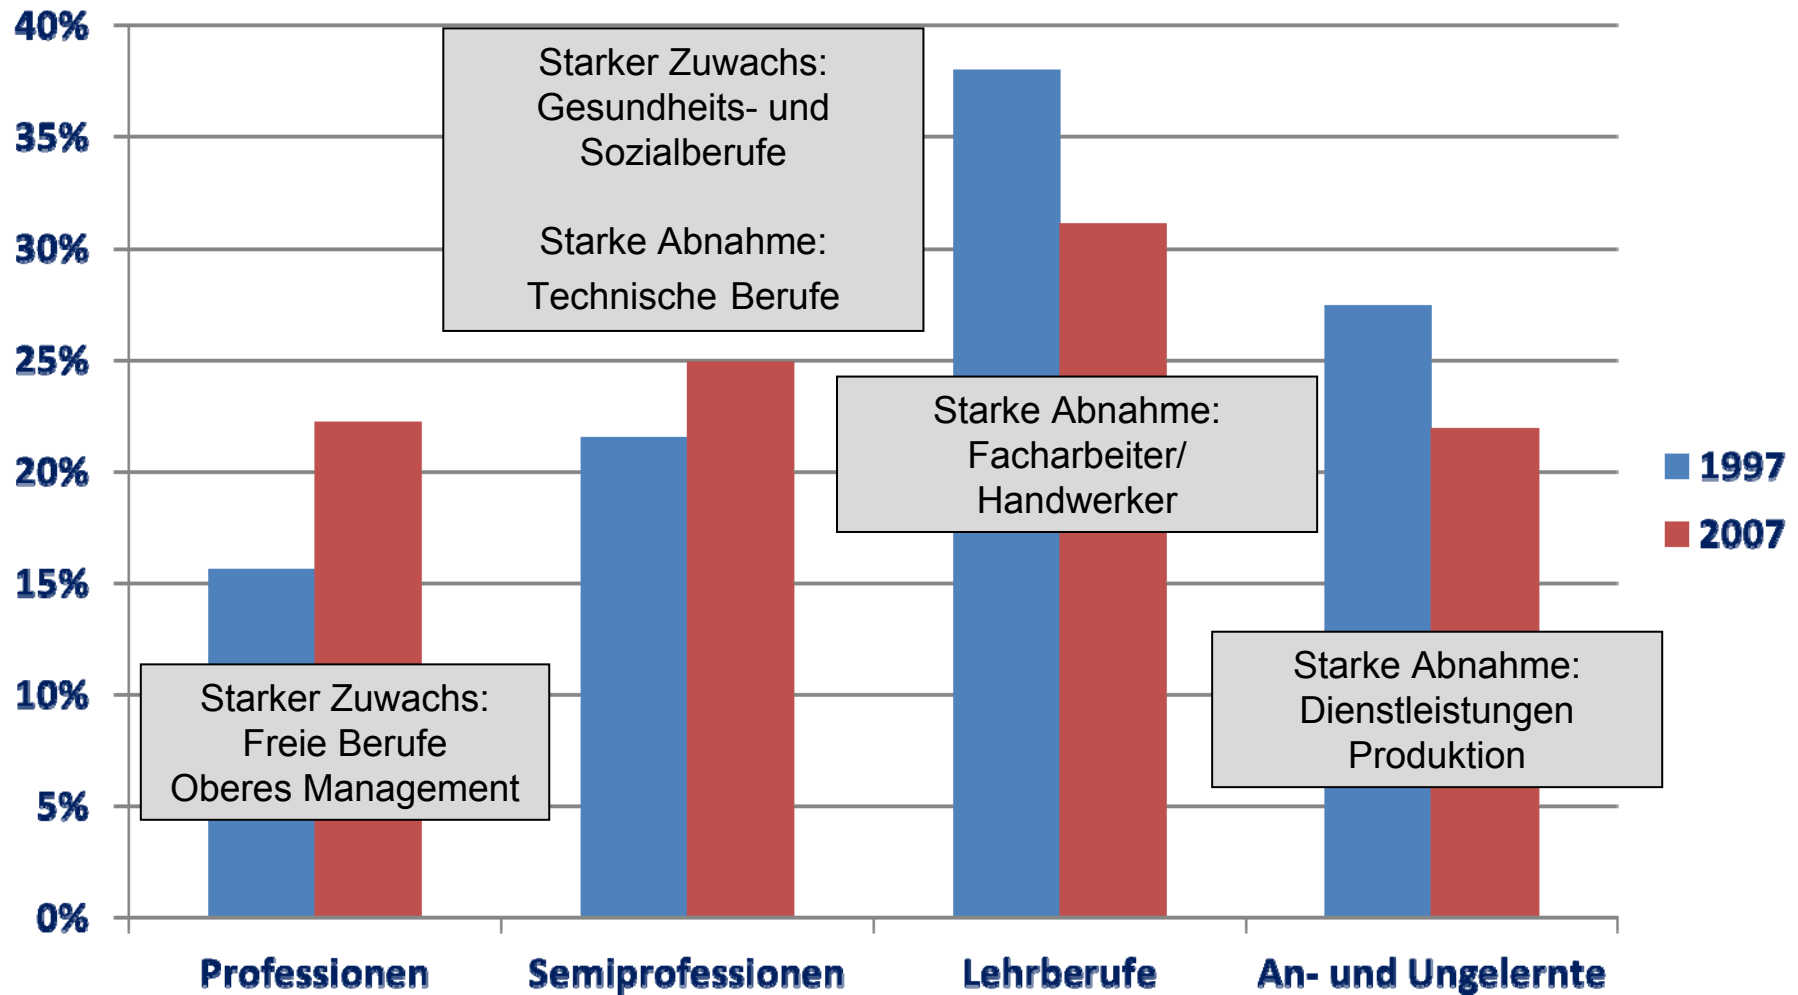 40%
35%
30%
25%
20%
15%
10%
5%
0%
Starker Zuwachs:
Gesundheits- und
Sozialberufe
Starke Abnahme:
Technische Berufe
Starke Abnahme:
Facharbeiter/
Handwerker
Starker Zuwachs:
Freie Berufe
Oberes Management
Starke Abnahme:
Dienstleistungen
Produktion
1997
2007
Professionen
Semiprofessionen
Lehrberufe
An- und Ungelernte